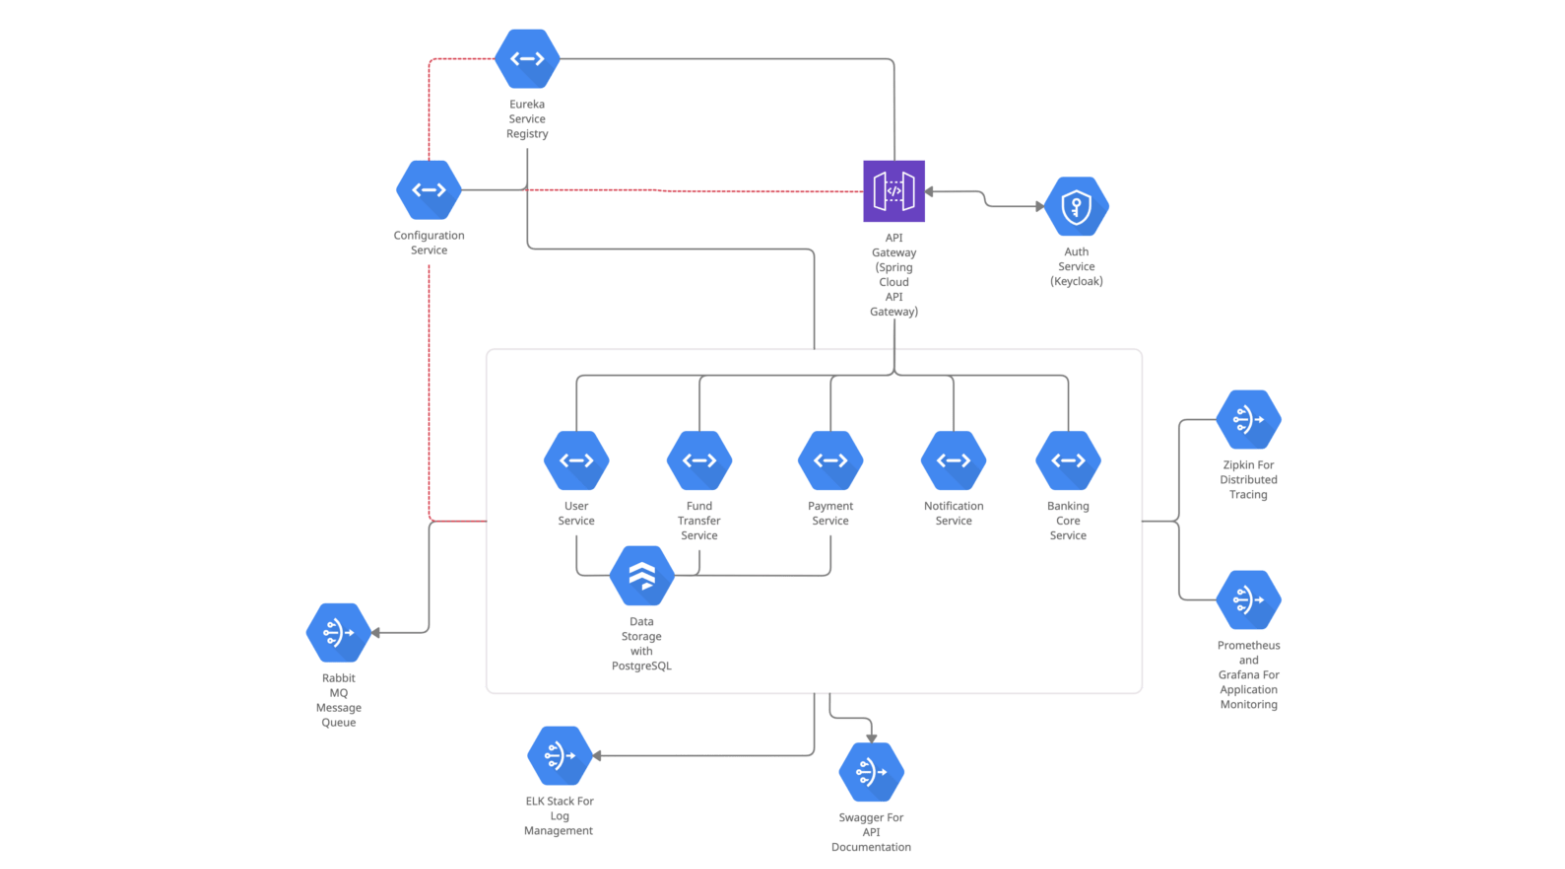 Eureka
Service
Registry
Configuration
Service
API
Gateway
(Spring
Cloud
API
Gateway)
Auth
Service
(Keycloak)
User
Service
Fund
Transfer
Service
Payment
Service
Notification
Service
Banking
Core
Service
Zipkin For
Distributed
Tracing
Data
Storage
with
PostgreSQL
Prometheus
and
Grafana For
Application
Monitoring
Rabbit
MQ
Message
Queue
ELK Stack For
Log
Management
Swagger For
API
Documentation